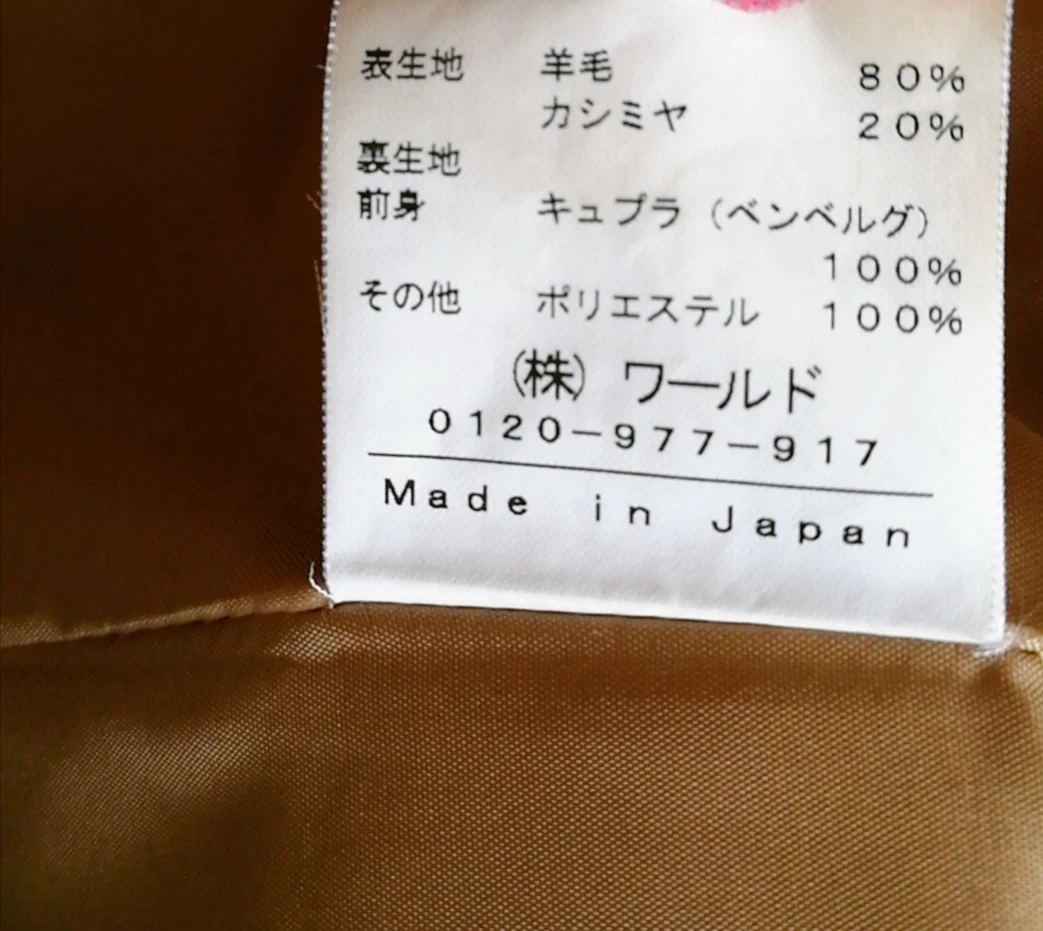 表生地 羊毛 80%
カシミヤ 20%
裏生地
前身 キュプラ (ベンベルグ)
100%
その他 ポリエステル 100%
(株) ワールド
0120-977-917
Made in Japan